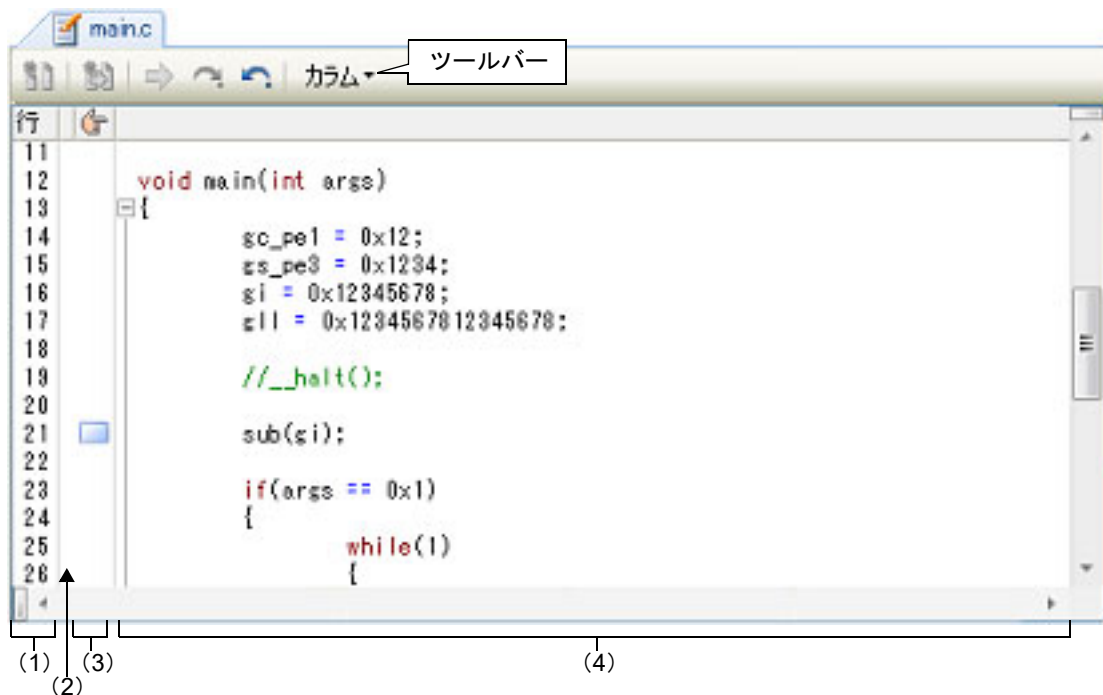 main.c
カラム
ツールバー
行
11
12 void main(int args)
13 {
14 gc_pe1 = 0x12;
15 gs_pe3 = 0x1234;
16 gi = 0x12345678;
17 gll = 0x1234567812345678;
18
19 //__halt();
20
21 sub(gi);
22
23 if(args == 0x1)
24 {
25 while(1)
26 {
(1) (3) (4)
(2)